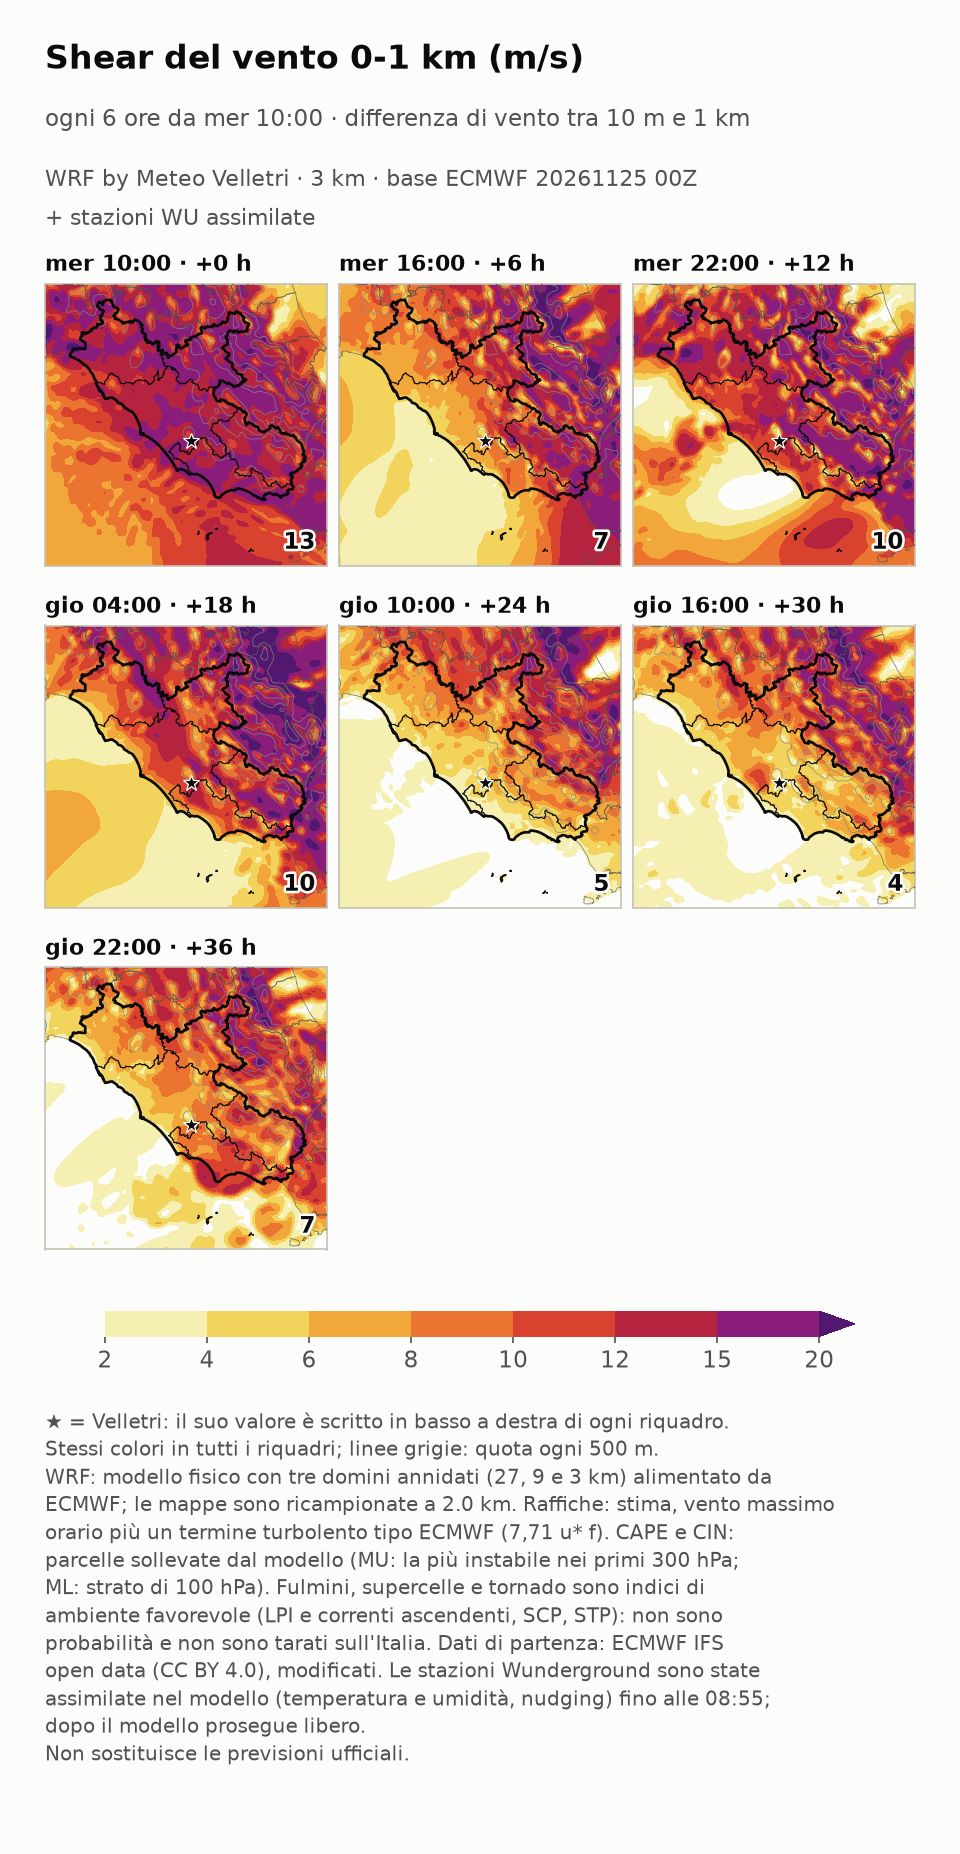 Shear del vento 0-1 km (m/s)
ogni 6 ore da mer 10:00 · differenza di vento tra 10 m e 1 km
WRF by Meteo Velletri · 3 km · base ECMWF 20261125 00Z
+ stazioni WU assimilate
mer 10:00 · +0 h
mer 16:00 · +6 h
mer 22:00 · +12 h
13
7
10
gio 04:00 · +18 h
gio 10:00 · +24 h
gio 16:00 · +30 h
10
5
4
gio 22:00 · +36 h
7
2 4 6 8 10 12 15 20
★ = Velletri: il suo valore è scritto in basso a destra di ogni riquadro.
Stessi colori in tutti i riquadri; linee grigie: quota ogni 500 m.
WRF: modello fisico con tre domini annidati (27, 9 e 3 km) alimentato da
ECMWF; le mappe sono ricampionate a 2.0 km. Raffiche: stima, vento massimo
orario più un termine turbolento tipo ECMWF (7,71 u* f). CAPE e CIN:
parcelle sollevate dal modello (MU: la più instabile nei primi 300 hPa;
ML: strato di 100 hPa). Fulmini, supercelle e tornado sono indici di
ambiente favorevole (LPI e correnti ascendenti, SCP, STP): non sono
probabilità e non sono tarati sull'Italia. Dati di partenza: ECMWF IFS
open data (CC BY 4.0), modificati. Le stazioni Wunderground sono state
assimilate nel modello (temperatura e umidità, nudging) fino alle 08:55;
dopo il modello prosegue libero.
Non sostituisce le previsioni ufficiali.